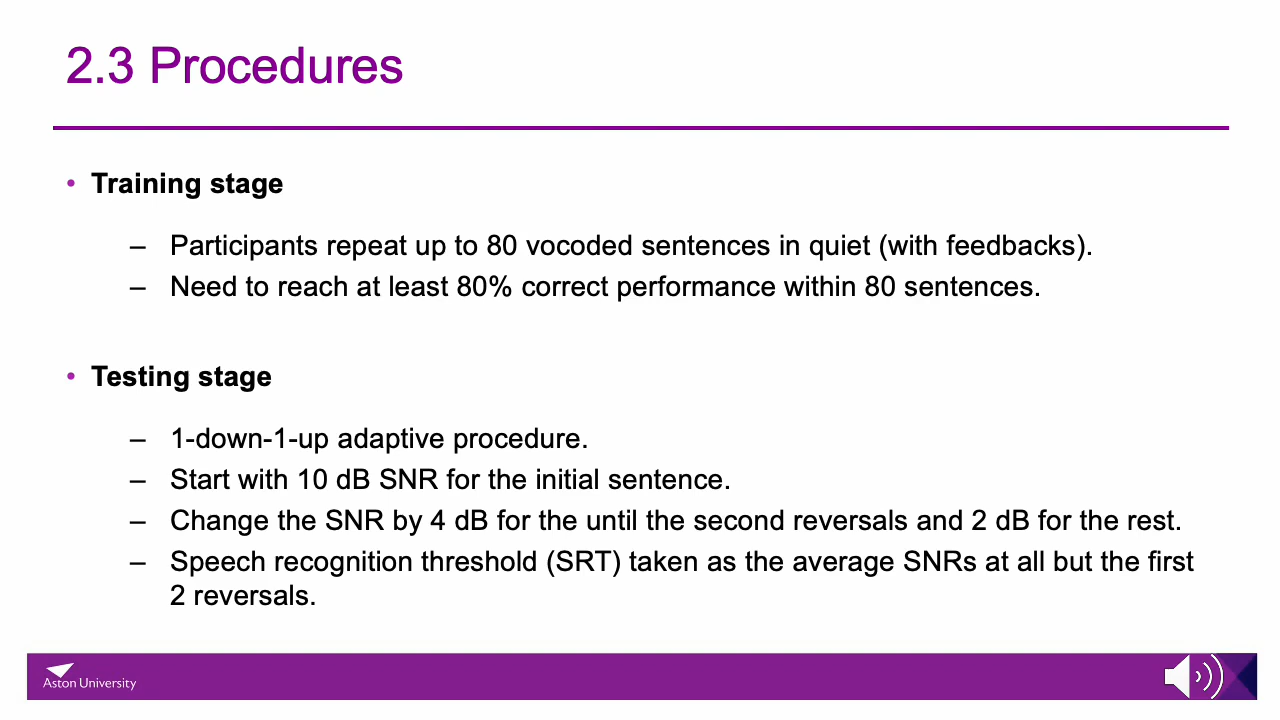 2.3 Procedures
• Training stage
– Participants repeat up to 80 vocoded sentences in quiet (with feedbacks).
– Need to reach at least 80% correct performance within 80 sentences.
• Testing stage
– 1-down-1-up adaptive procedure.
– Start with 10 dB SNR for the initial sentence.
– Change the SNR by 4 dB for the until the second reversals and 2 dB for the rest.
– Speech recognition threshold (SRT) taken as the average SNRs at all but the first
2 reversals.
Aston University